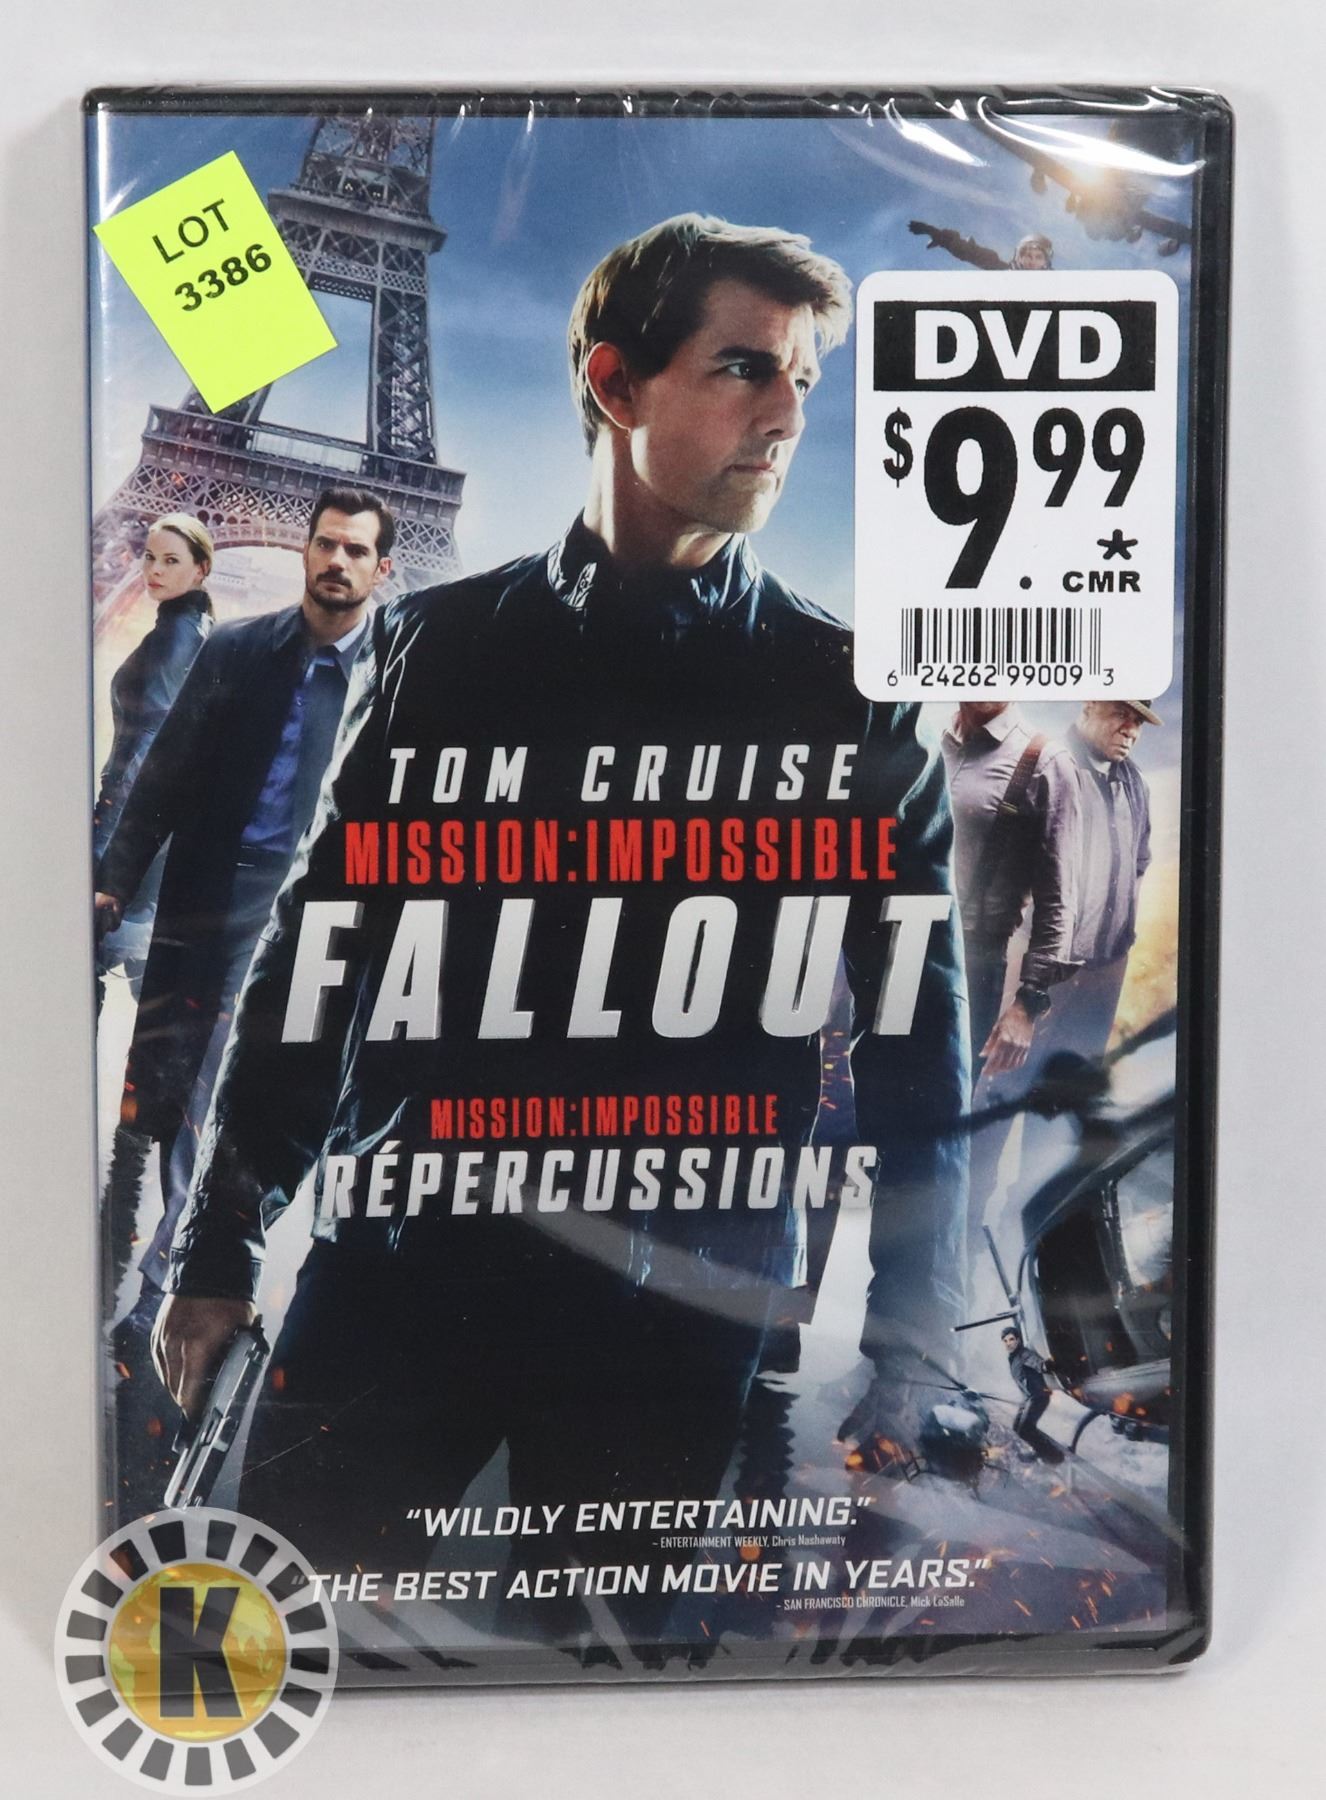 LOT
3386
DVD
$9.99
*
CMR
6 24262 99009 3
TOM CRUISE
MISSION:IMPOSSIBLE
FALLOUT
MISSION:IMPOSSIBLE
RÉPERCUSSIONS
"WILDLY ENTERTAINING."
- ENTERTAINMENT WEEKLY, Chris Nashawaty
"THE BEST ACTION MOVIE IN YEARS."
- SAN FRANCISCO CHRONICLE, Mick LaSalle
K